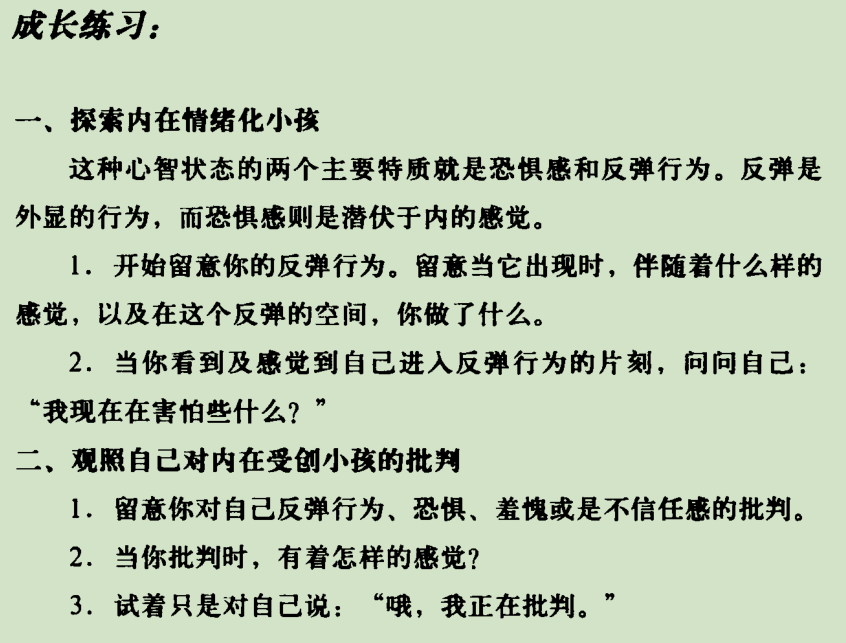 成长练习：
一、探索内在情绪化小孩
这种心智状态的两个主要特质就是恐惧感和反弹行为。反弹是
外显的行为，而恐惧感则是潜伏于内的感觉。
1．开始留意你的反弹行为。留意当它出现时，伴随着什么样的
感觉，以及在这个反弹的空间，你做了什么。
2．当你看到及感觉到自己进入反弹行为的片刻，问问自己：
“我现在在害怕些什么？”
二、观照自己对内在受创小孩的批判
1．留意你对自己反弹行为、恐惧、羞愧或是不信任感的批判。
2．当你批判时，有着怎样的感觉？
3．试着只是对自己说：“哦，我正在批判。”